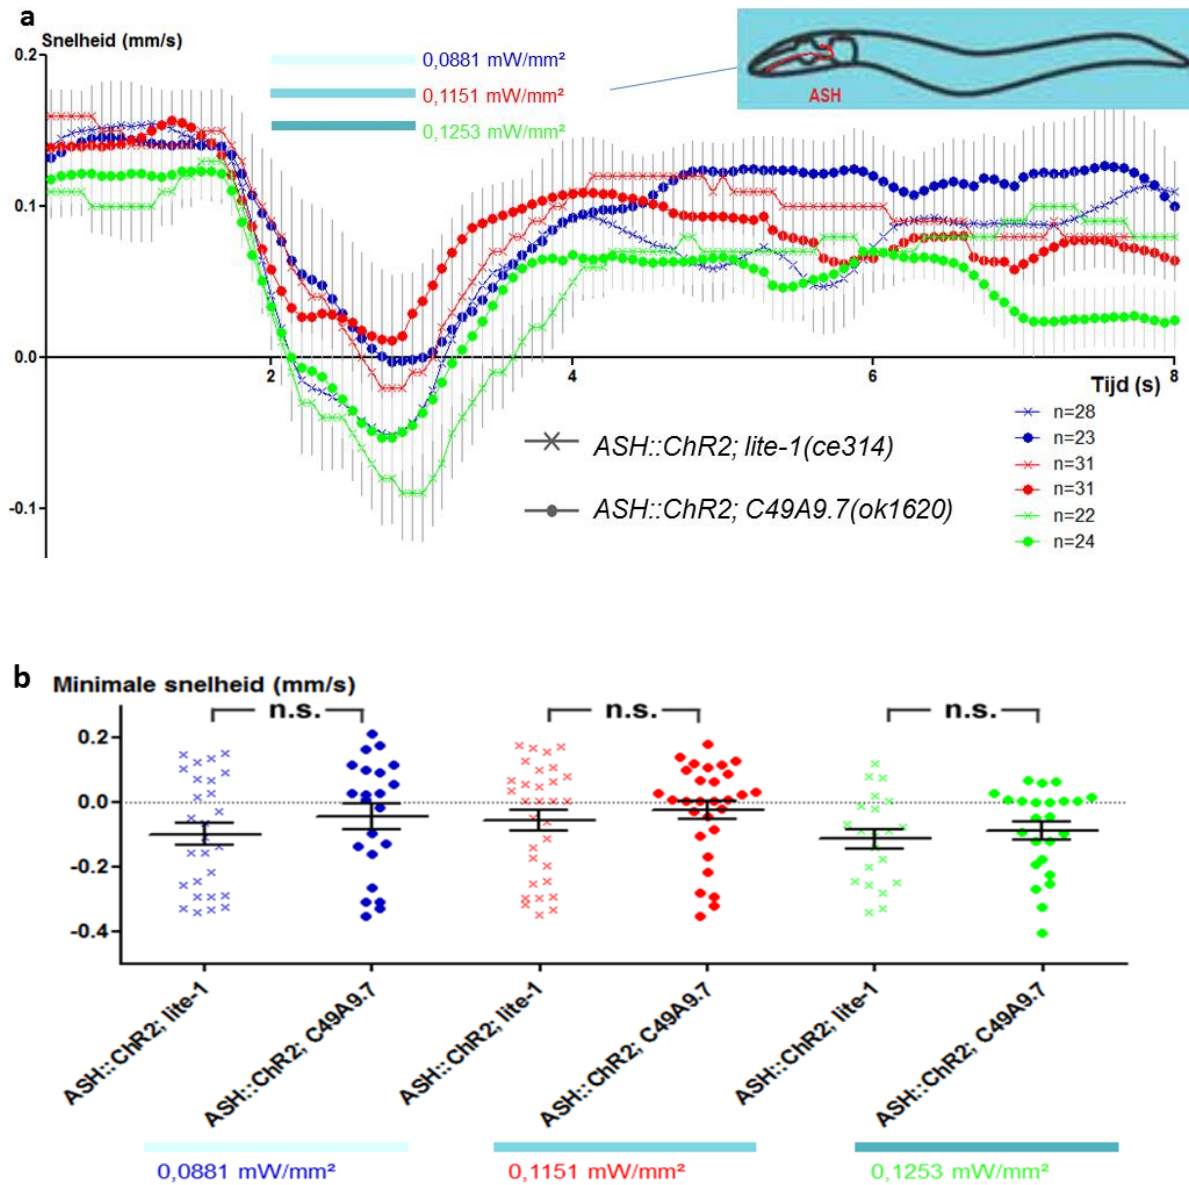 a
Snelheid (mm/s)
0.2
0.1
0.0
-0.1
2
4
6
8
Tijd (s)
0,0881 mW/mm²
0,1151 mW/mm²
0,1253 mW/mm²
ASH
ASH::ChR2; lite-1(ce314)
ASH::ChR2; C49A9.7(ok1620)
n=28
n=23
n=31
n=31
n=22
n=24
b
Minimale snelheid (mm/s)
n.s.
n.s.
n.s.
0.2
0.0
-0.2
-0.4
ASH::ChR2; lite-1
ASH::ChR2; C49A9.7
ASH::ChR2; lite-1
ASH::ChR2; C49A9.7
ASH::ChR2; lite-1
ASH::ChR2; C49A9.7
0,0881 mW/mm²
0,1151 mW/mm²
0,1253 mW/mm²